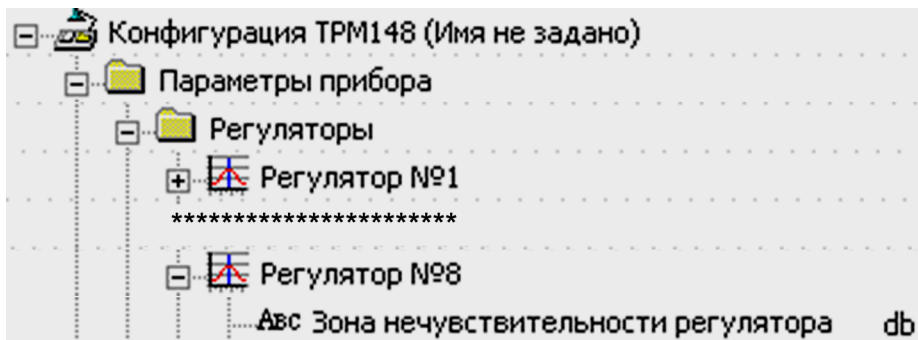 Конфигурация ТРМ148 (Имя не задано)
Параметры прибора
Регуляторы
Регулятор №1
***********************
Регулятор №8
Авс Зона нечувствительности регулятора db